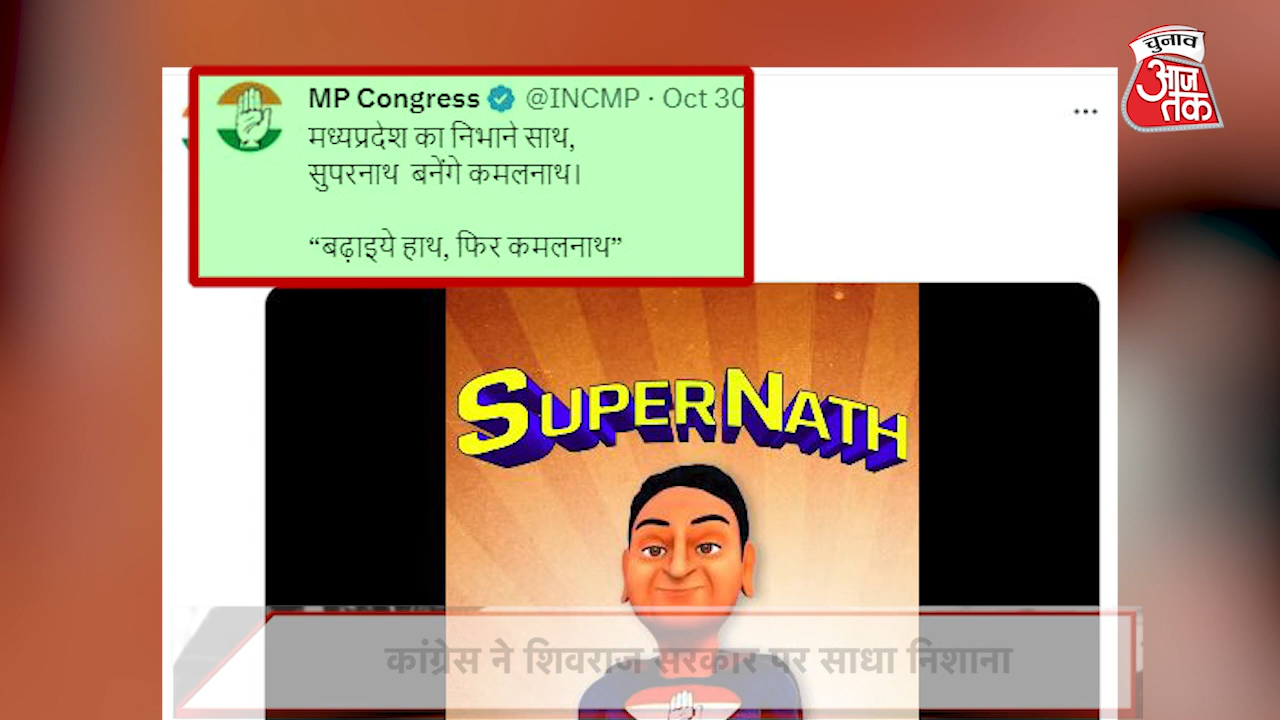 चुनाव
आज
तक
MP Congress @INCMP · Oct 30
मध्यप्रदेश का निभाने साथ,
सुपरनाथ बनेंगे कमलनाथ।
“बढ़ाइये हाथ, फिर कमलनाथ”
SUPERNATH
कांग्रेस ने शिवराज सरकार पर साधा निशाना